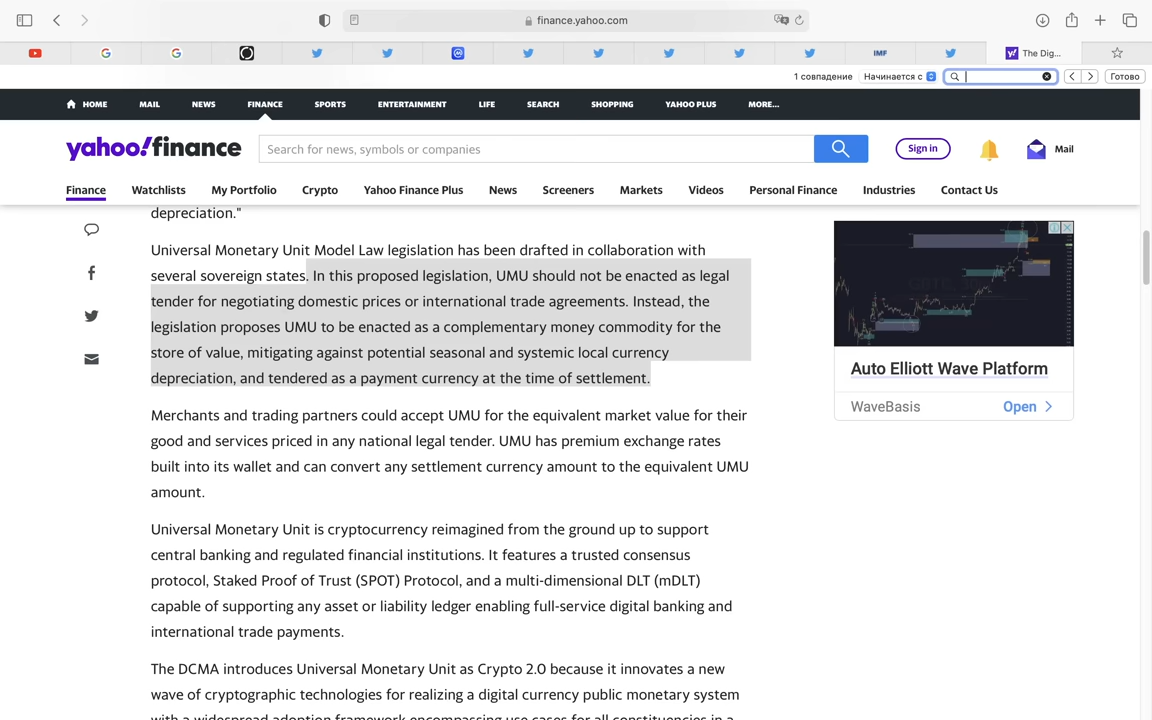 finance.yahoo.com
IMF
The Dig...
1 совпадение Начинается с Готово
HOME MAIL NEWS FINANCE SPORTS ENTERTAINMENT LIFE SEARCH SHOPPING YAHOO PLUS MORE...
yahoo!finance
Search for news, symbols or companies
Sign in
Mail
Finance Watchlists My Portfolio Crypto Yahoo Finance Plus News Screeners Markets Videos Personal Finance Industries Contact Us
depreciation."
Universal Monetary Unit Model Law legislation has been drafted in collaboration with
several sovereign states. In this proposed legislation, UMU should not be enacted as legal
tender for negotiating domestic prices or international trade agreements. Instead, the
legislation proposes UMU to be enacted as a complementary money commodity for the
store of value, mitigating against potential seasonal and systemic local currency
depreciation, and tendered as a payment currency at the time of settlement.
Merchants and trading partners could accept UMU for the equivalent market value for their
good and services priced in any national legal tender. UMU has premium exchange rates
built into its wallet and can convert any settlement currency amount to the equivalent UMU
amount.
Universal Monetary Unit is cryptocurrency reimagined from the ground up to support
central banking and regulated financial institutions. It features a trusted consensus
protocol, Staked Proof of Trust (SPOT) Protocol, and a multi-dimensional DLT (mDLT)
capable of supporting any asset or liability ledger enabling full-service digital banking and
international trade payments.
The DCMA introduces Universal Monetary Unit as Crypto 2.0 because it innovates a new
wave of cryptographic technologies for realizing a digital currency public monetary system
with a widespread adoption framework encompassing use cases for all constituencies in a
Auto Elliott Wave Platform
WaveBasis
Open